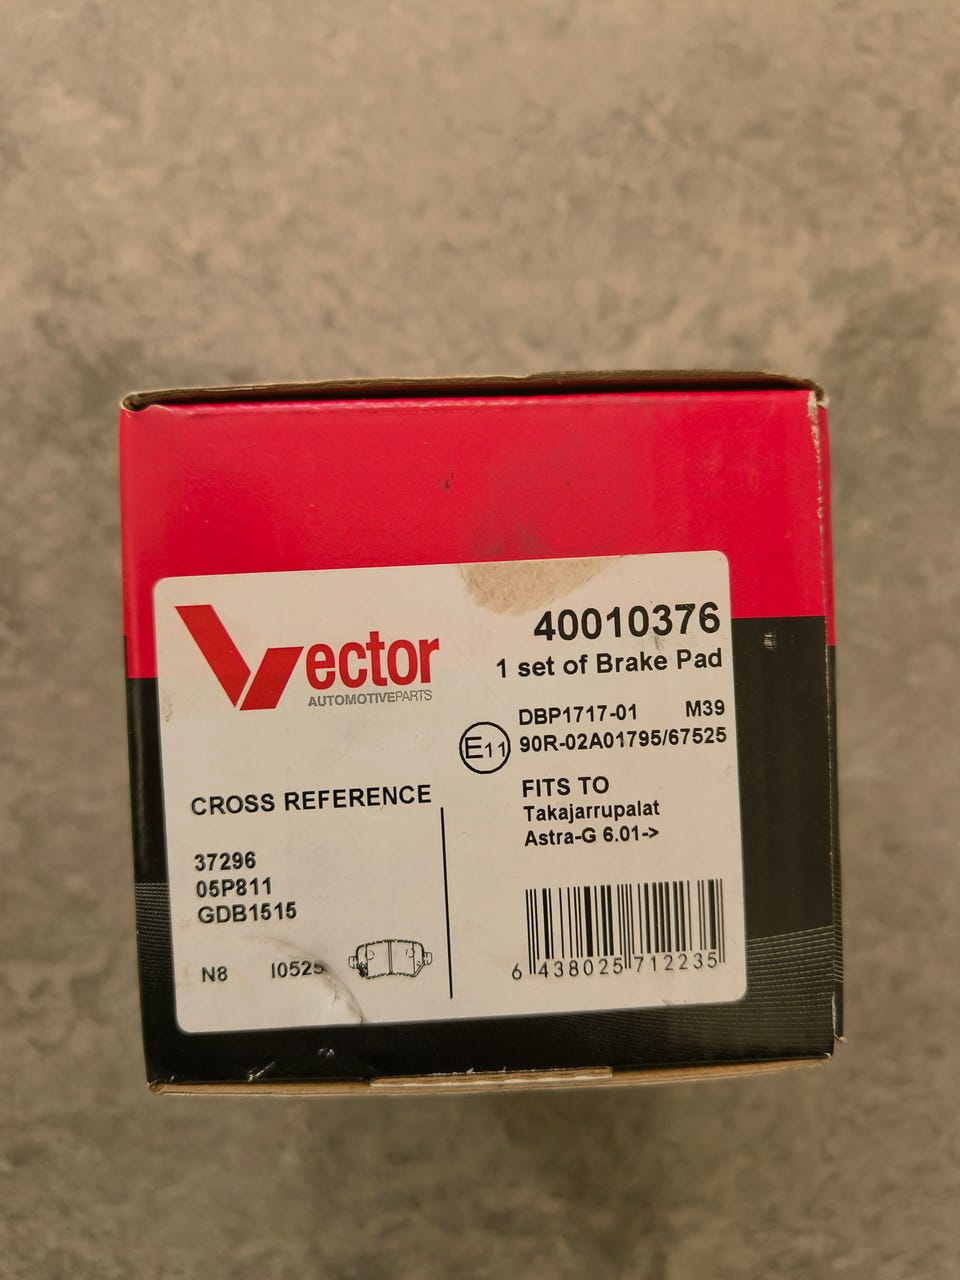 Vector
AUTOMOTIVEPARTS
40010376
1 set of Brake Pad
DBP1717-01 M39
E11 90R-02A01795/67525
CROSS REFERENCE
37296
05P811
GDB1515
N8 I0525
FITS TO
Takajarrupalat
Astra-G 6.01->
6 438025 712235